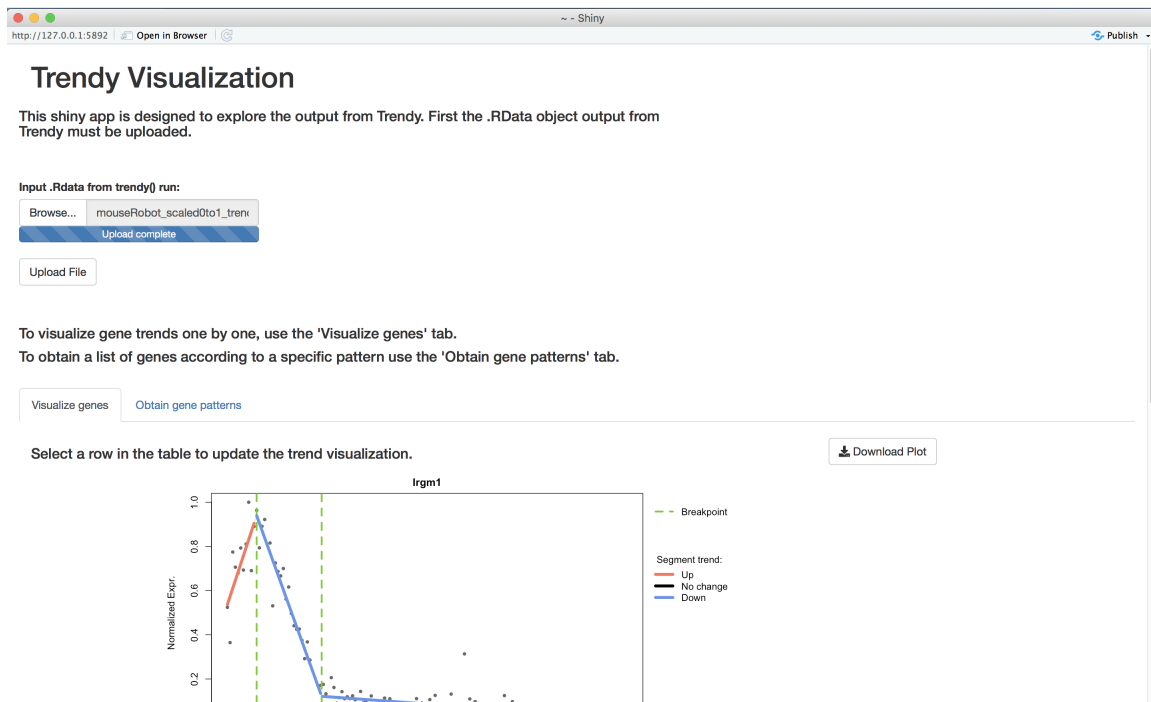 ~ - Shiny
http://127.0.0.1:5892 Open in Browser Publish
Trendy Visualization
This shiny app is designed to explore the output from Trendy. First the .RData object output from
Trendy must be uploaded.
Input .Rdata from trendy() run:
Browse... mouseRobot_scaled0to1_tren
Upload complete
Upload File
To visualize gene trends one by one, use the 'Visualize genes' tab.
To obtain a list of genes according to a specific pattern use the 'Obtain gene patterns' tab.
Visualize genes Obtain gene patterns
Select a row in the table to update the trend visualization.
Download Plot
Irgm1
1.0
0.8
0.6
0.4
0.2
Normalized Expr.
Breakpoint
Segment trend:
Up
No change
Down